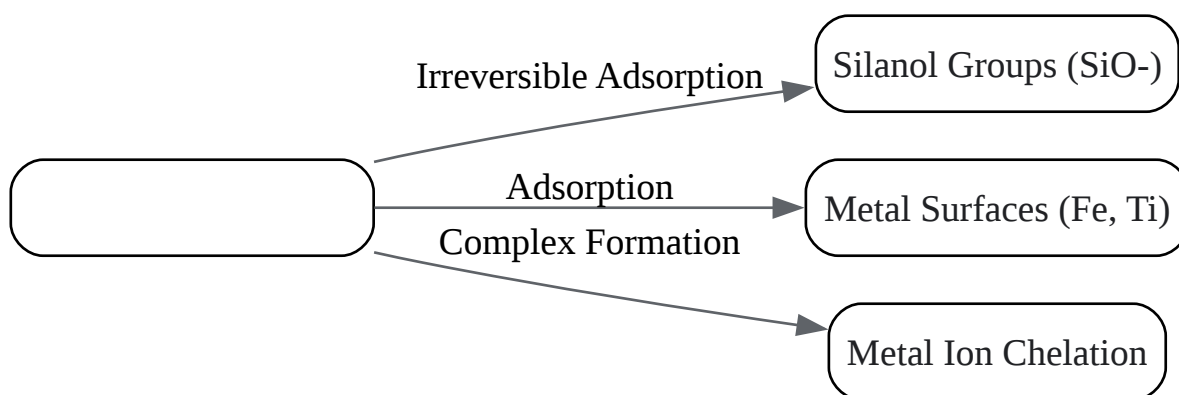 Irreversible Adsorption
Silanol Groups (SiO-)
Adsorption
Metal Surfaces (Fe, Ti)
Complex Formation
Metal Ion Chelation